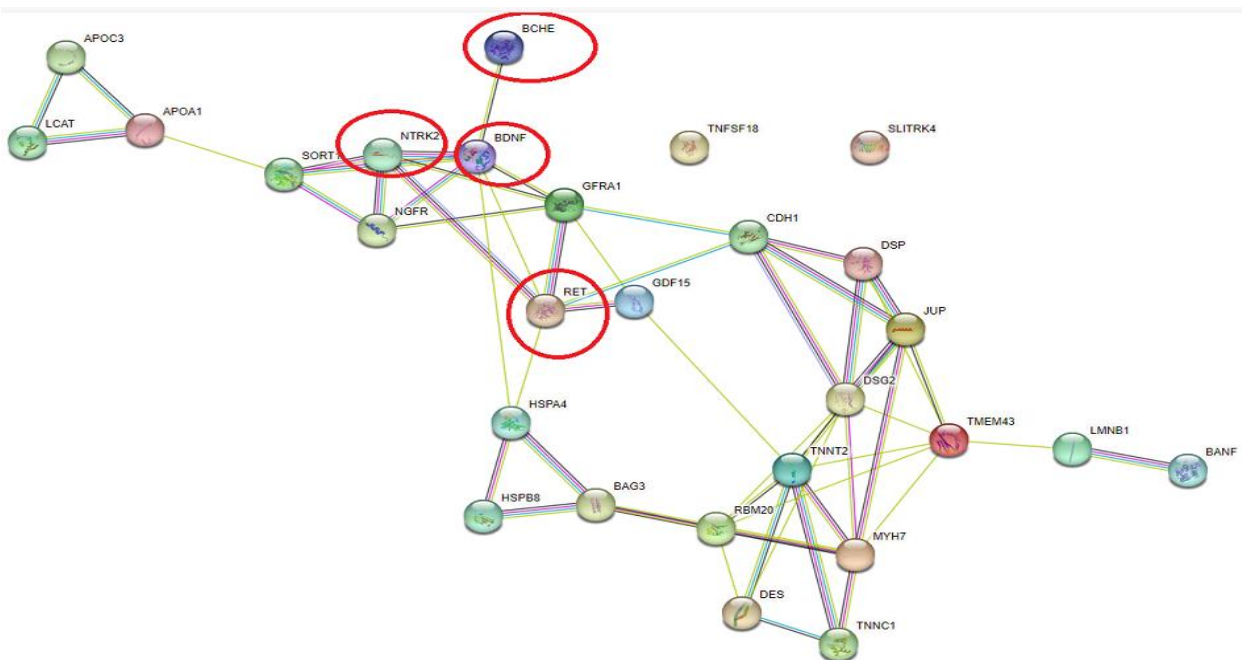 BCHE
APOC3
APOA1
LCAT
NTRK2
BDNF
TNFSF18
SLITRK4
SORT1
GFRA1
NGFR
CDH1
DSP
RET
GDF15
JUP
DSG2
HSPA4
TMEM43
LMNB1
BANF
TNNT2
BAG3
HSPB8
RBM20
MYH7
DES
TNNC1